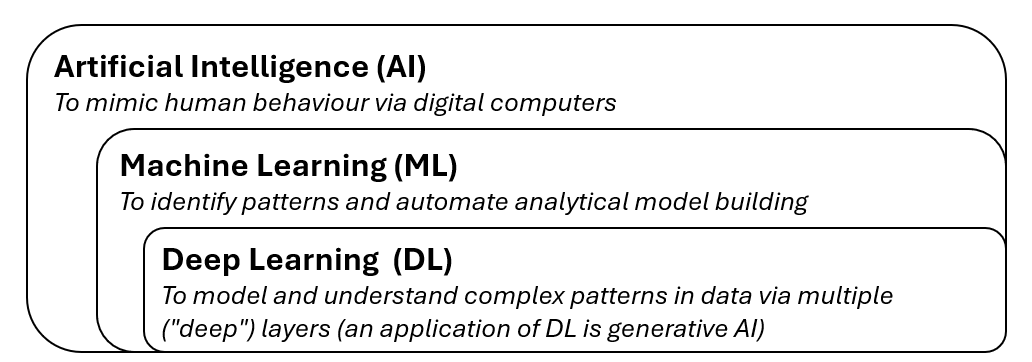 Artificial Intelligence (AI)
To mimic human behaviour via digital computers
Machine Learning (ML)
To identify patterns and automate analytical model building
Deep Learning (DL)
To model and understand complex patterns in data via multiple
("deep") layers (an application of DL is generative AI)